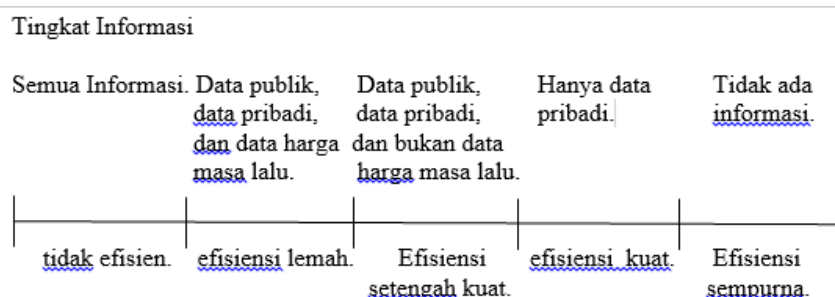 Tingkat Informasi
Semua Informasi. Data publik, Data publik, Hanya data Tidak ada
data pribadi, data pribadi, pribadi. informasi.
dan data harga dan bukan data
masa lalu. harga masa lalu.
tidak efisien. efisiensi lemah. Efisiensi efisiensi kuat. Efisiensi
setengah kuat. sempurna.